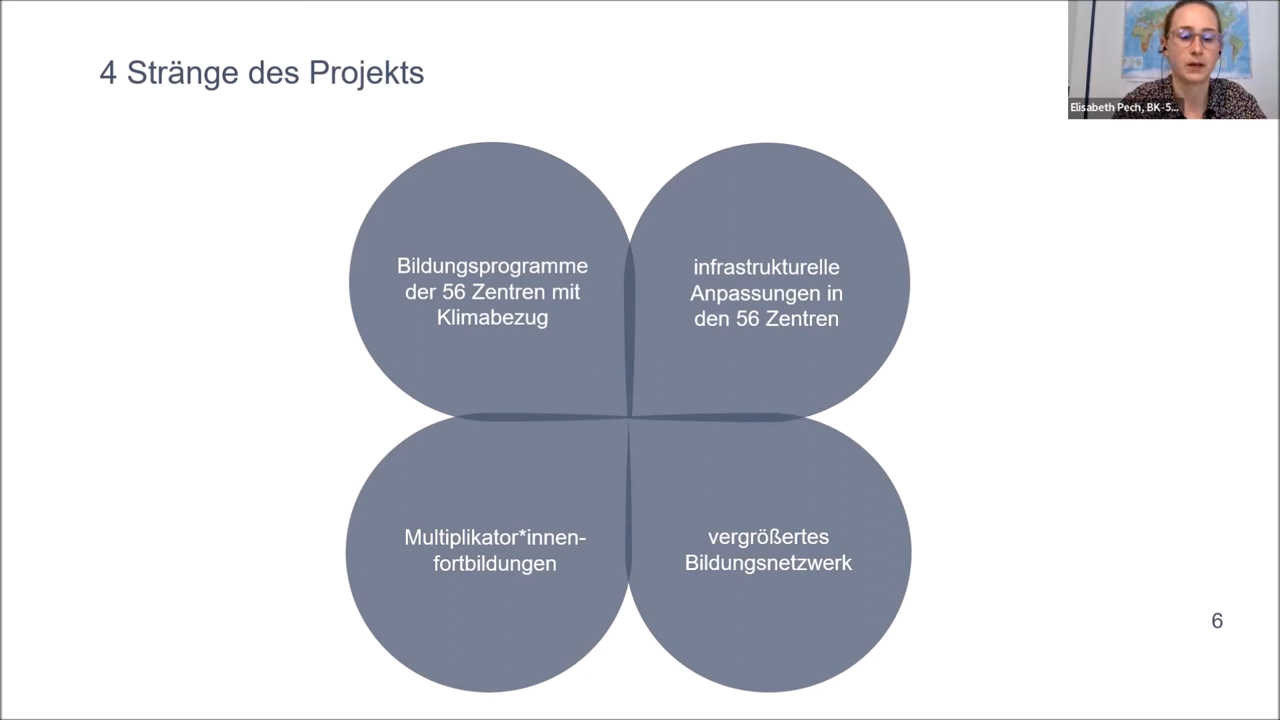 4 Stränge des Projekts
Elisabeth Pech, BK-5...
Bildungsprogramme
der 56 Zentren mit
Klimabezug
infrastrukturelle
Anpassungen in
den 56 Zentren
Multiplikator*innen-
fortbildungen
vergrößertes
Bildungsnetzwerk
6